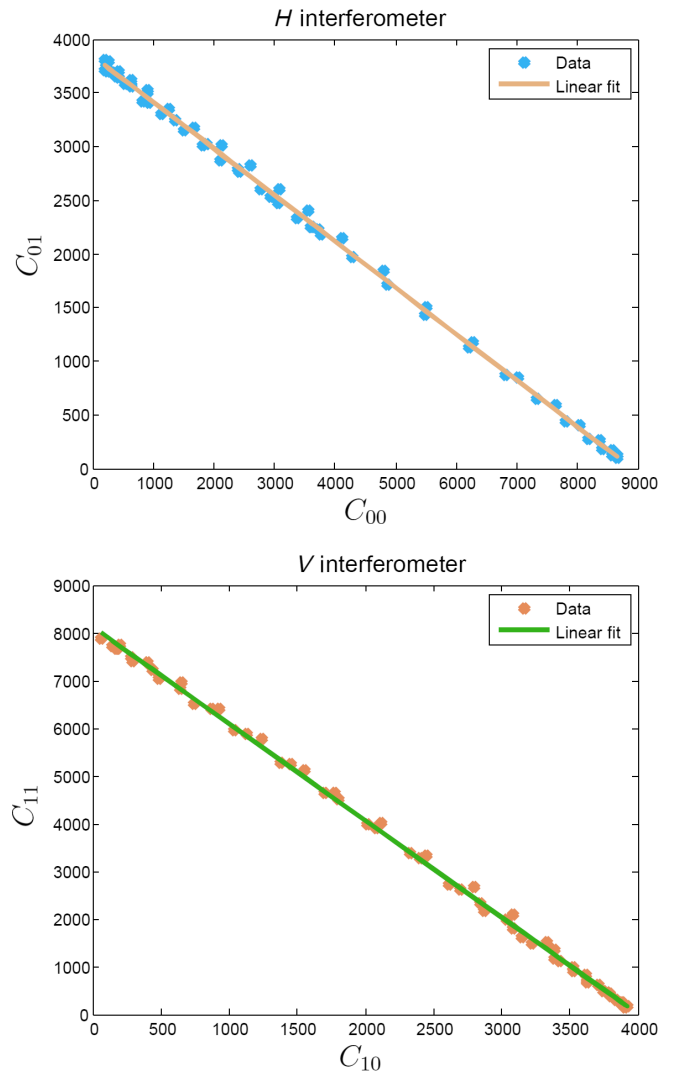 H interferometer
4000
3500
3000
2500
2000
1500
1000
500
0
C01
Data
Linear fit
0 1000 2000 3000 4000 5000 6000 7000 8000 9000
C00
V interferometer
9000
8000
7000
6000
5000
4000
3000
2000
1000
0
C11
Data
Linear fit
0 500 1000 1500 2000 2500 3000 3500 4000
C10